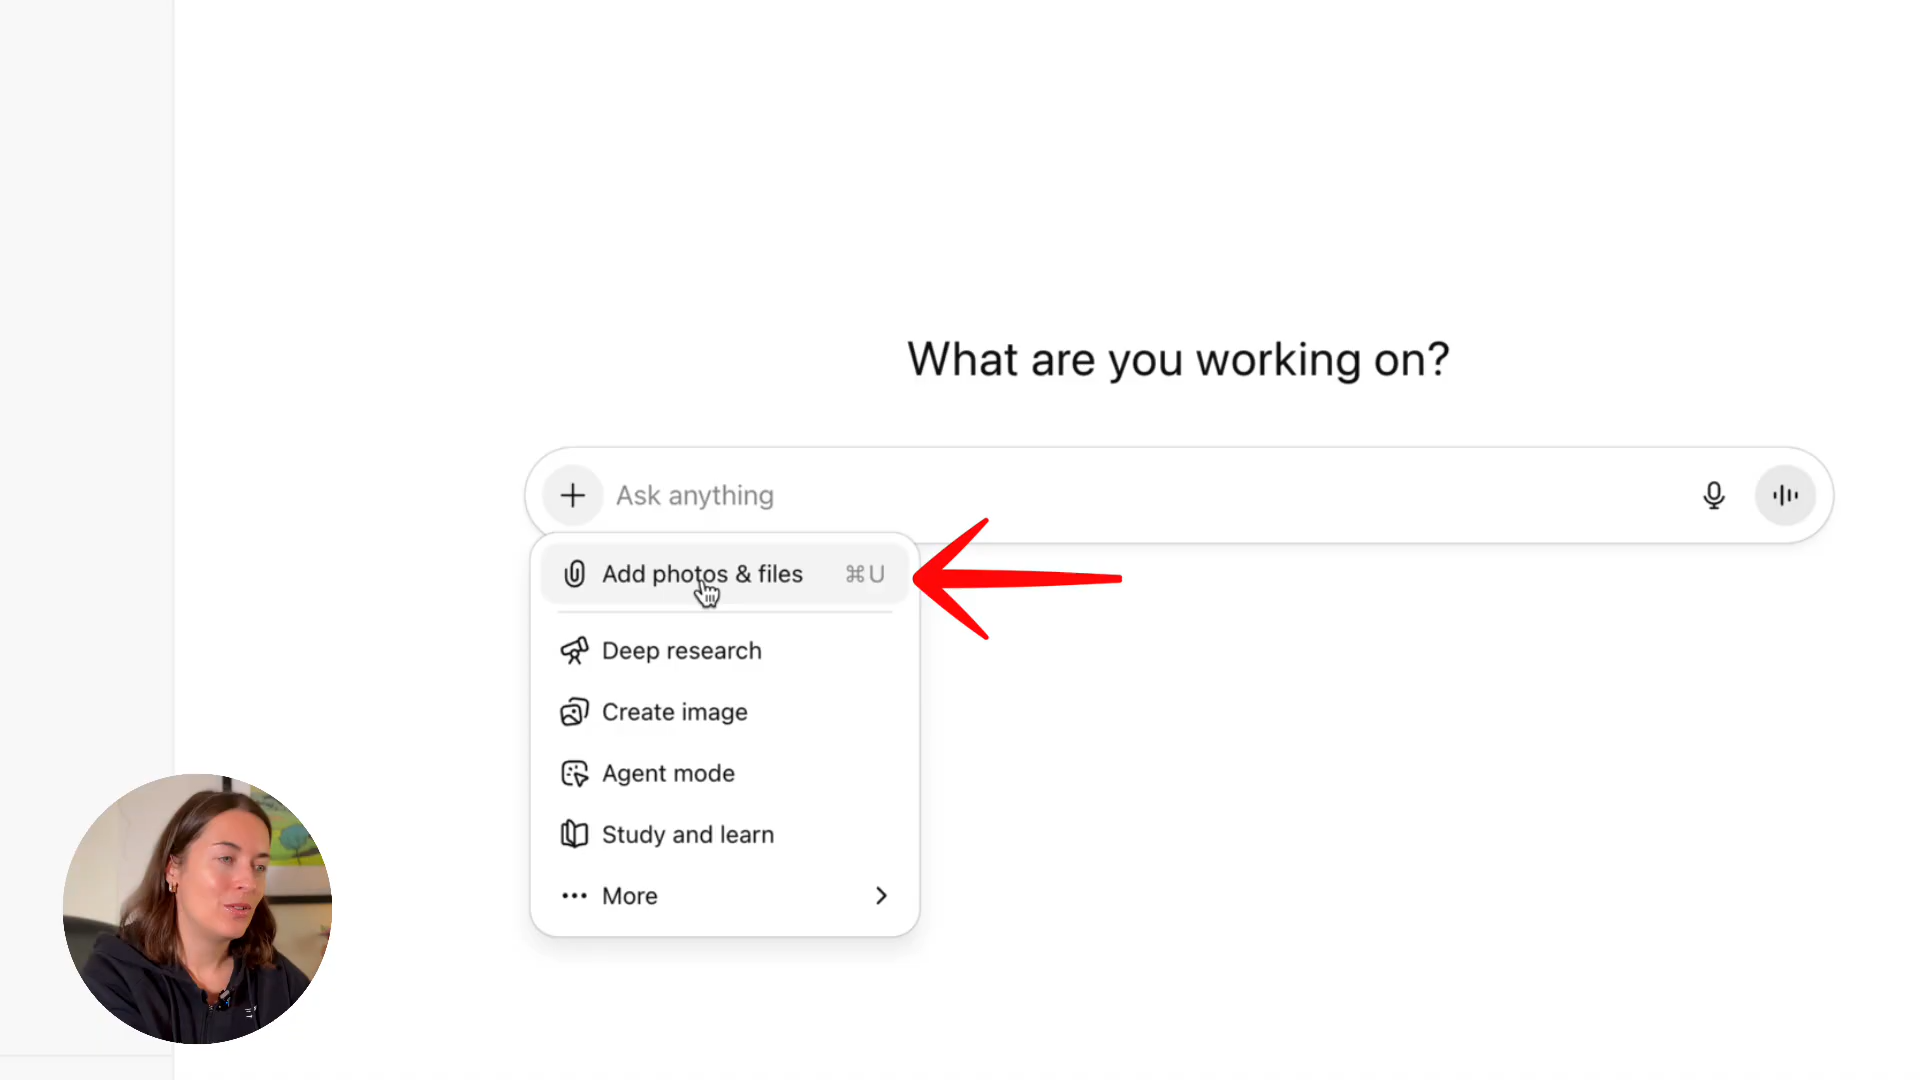 What are you working on?
Ask anything
Add photos & files ⌘U
Deep research
Create image
Agent mode
Study and learn
More